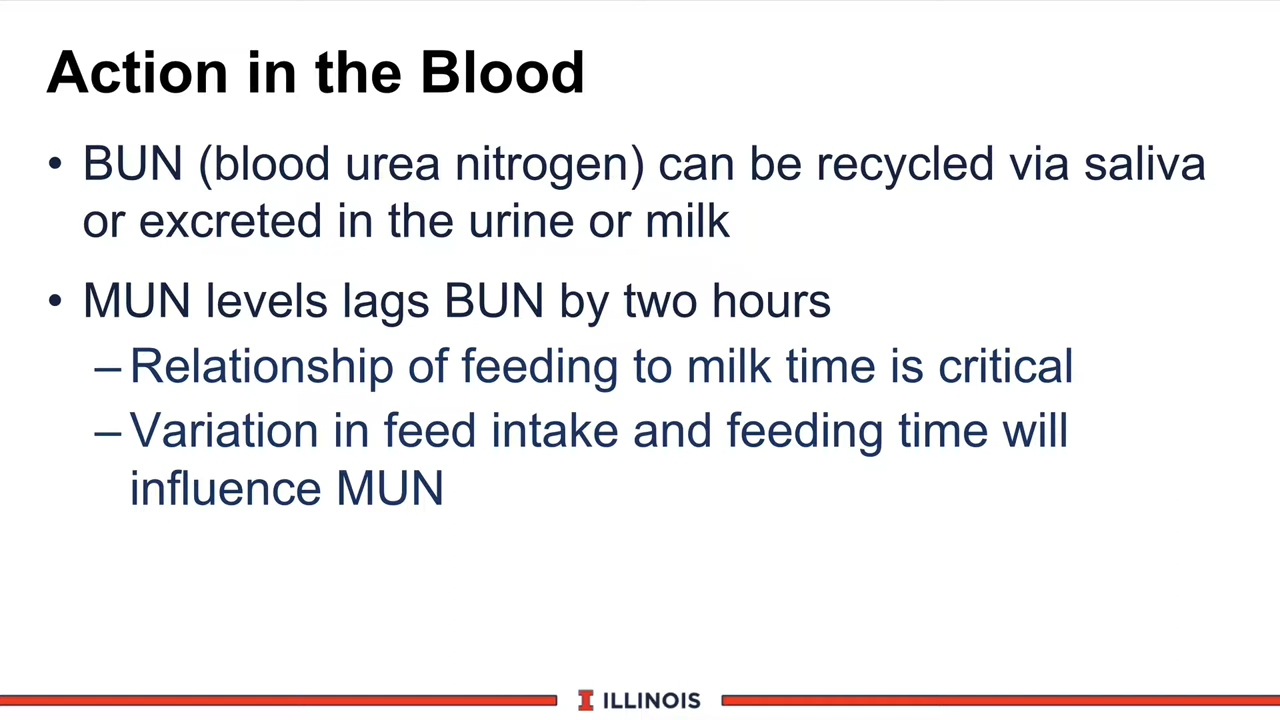 Action in the Blood
• BUN (blood urea nitrogen) can be recycled via saliva
or excreted in the urine or milk
• MUN levels lags BUN by two hours
– Relationship of feeding to milk time is critical
– Variation in feed intake and feeding time will
influence MUN
I ILLINOIS